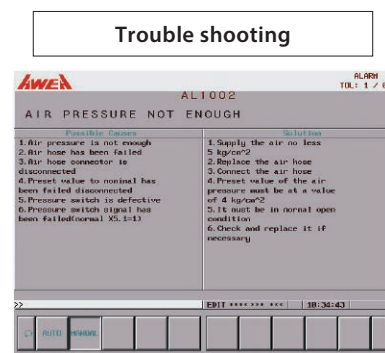 Trouble shooting
AWEA
ALARM
TOL: 1 / 6
AL1002
AIR PRESSURE NOT ENOUGH
Possible Causes
1.Air pressure is not enough
2.Air hose has been failed
3.Air hose connector is
disconnected
4.Preset value to nominal has
been failed disconnected
5.Pressure switch is defective
6.Pressure switch signal has
been failed(normal X5.1=1)
Solution
1.Supply the air no less
5 kg/cm^2
2.Replace the air hose
3.Connect the air hose
4.Preset value of the air
pressure must be at a value
of 4 kg/cm^2
5.It must be in normal open
condition
6.Check and replace it if
necessary
>>
EDIT **** *** *** 18:34:43
AUTO MANUAL